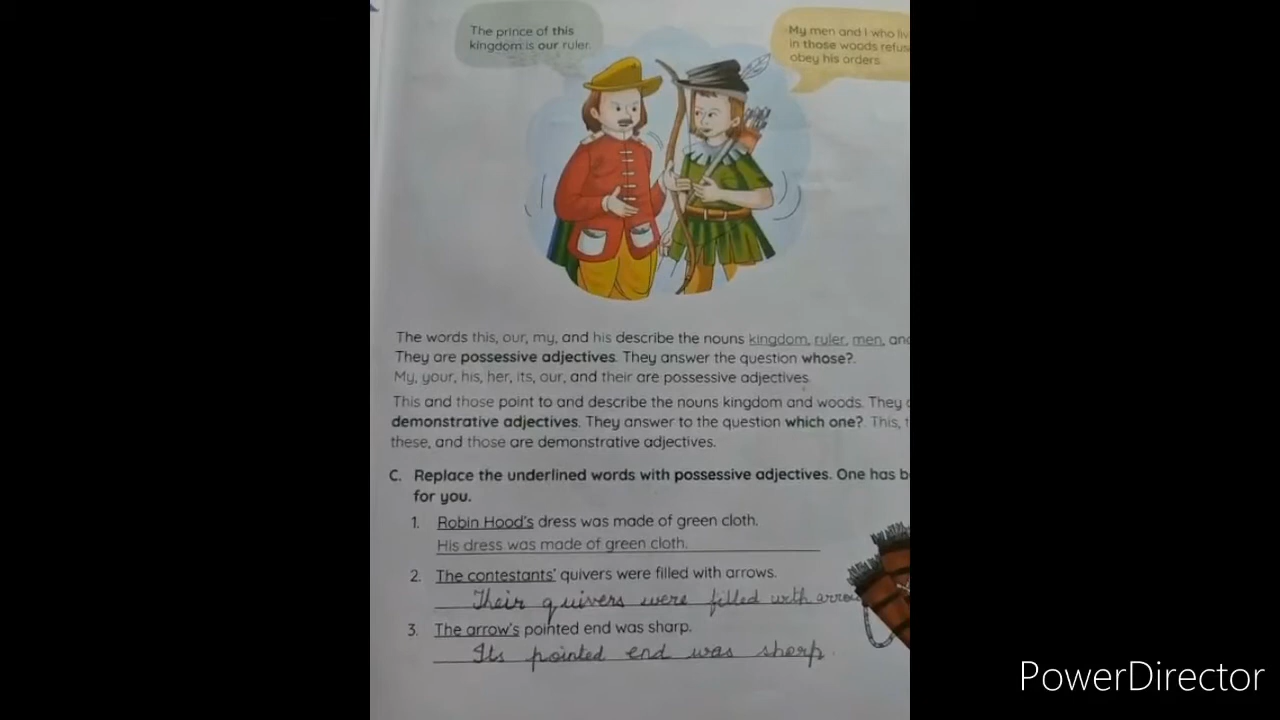 The prince of this
kingdom is our ruler.
My men and I who
in those woods
obey his orders
The words this, our, my, and his describe the nouns kingdom, ruler, men,
They are possessive adjectives. They answer the question whose?.
My, your, his, her, its, our, and their are possessive adjectives
This and those point to and describe the nouns kingdom and woods. They
demonstrative adjectives. They answer to the question which one?. This,
these, and those are demonstrative adjectives.
C. Replace the underlined words with possessive adjectives. One has
for you.
1. Robin Hood's dress was made of green cloth.
His dress was made of green cloth.
2. The contestants' quivers were filled with arrows.
Their quivers were filled with
3. The arrow's pointed end was sharp.
Its pointed end was sharp.
PowerDirector